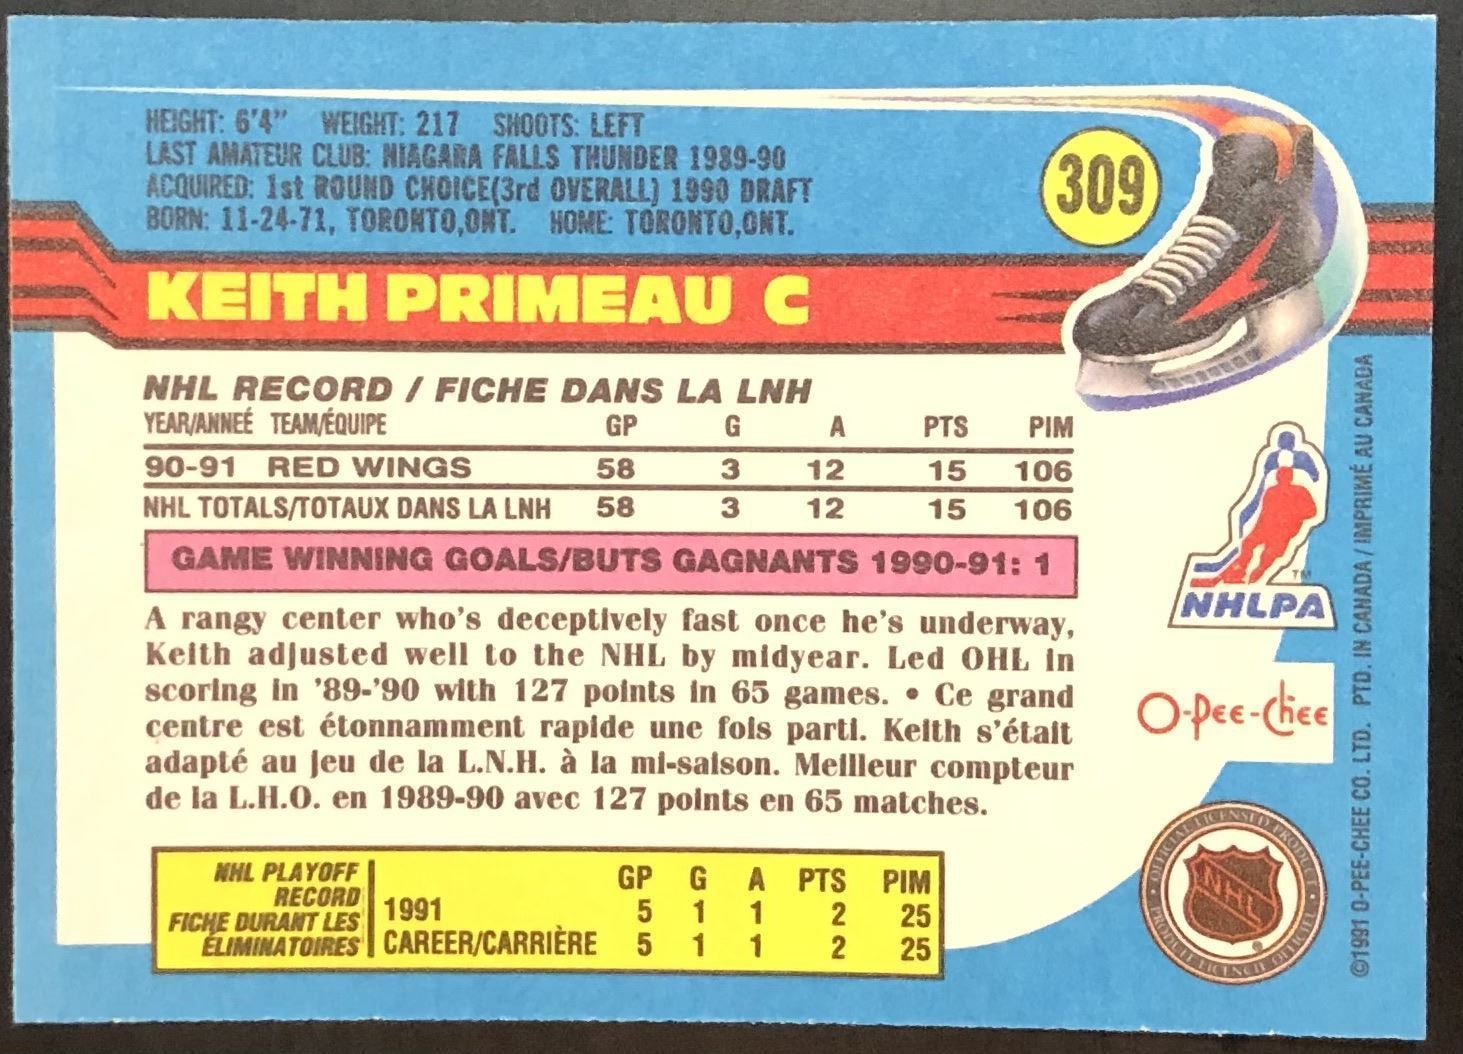 HEIGHT: 6'4" WEIGHT: 217 SHOOTS: LEFT
LAST AMATEUR CLUB: NIAGARA FALLS THUNDER 1989-90
ACQUIRED: 1st ROUND CHOICE(3rd OVERALL) 1990 DRAFT
BORN: 11-24-71, TORONTO,ONT. HOME: TORONTO,ONT.
309
KEITH PRIMEAU C
NHL RECORD / FICHE DANS LA LNH
YEAR/ANNEÉ TEAM/ÉQUIPE GP G A PTS PIM
90-91 RED WINGS 58 3 12 15 106
NHL TOTALS/TOTAUX DANS LA LNH 58 3 12 15 106
GAME WINNING GOALS/BUTS GAGNANTS 1990-91: 1
A rangy center who's deceptively fast once he's underway,
Keith adjusted well to the NHL by midyear. Led OHL in
scoring in '89-'90 with 127 points in 65 games. • Ce grand
centre est étonnamment rapide une fois parti. Keith s'était
adapté au jeu de la L.N.H. à la mi-saison. Meilleur compteur
de la L.H.O. en 1989-90 avec 127 points en 65 matches.
NHL PLAYOFF
RECORD
FICHE DURANT LES
ÉLIMINATOIRES
GP G A PTS PIM
1991 5 1 1 2 25
CAREER/CARRIÈRE 5 1 1 2 25
TM
NHLPA
O-Pee-Chee
OFFICIAL LICENSED PRODUCT
NHL
PRODUIT LICENCIÉ OFFICIEL
©1991 O-PEE-CHEE CO. LTD. PTD. IN CANADA / IMPRIMÉ AU CANADA